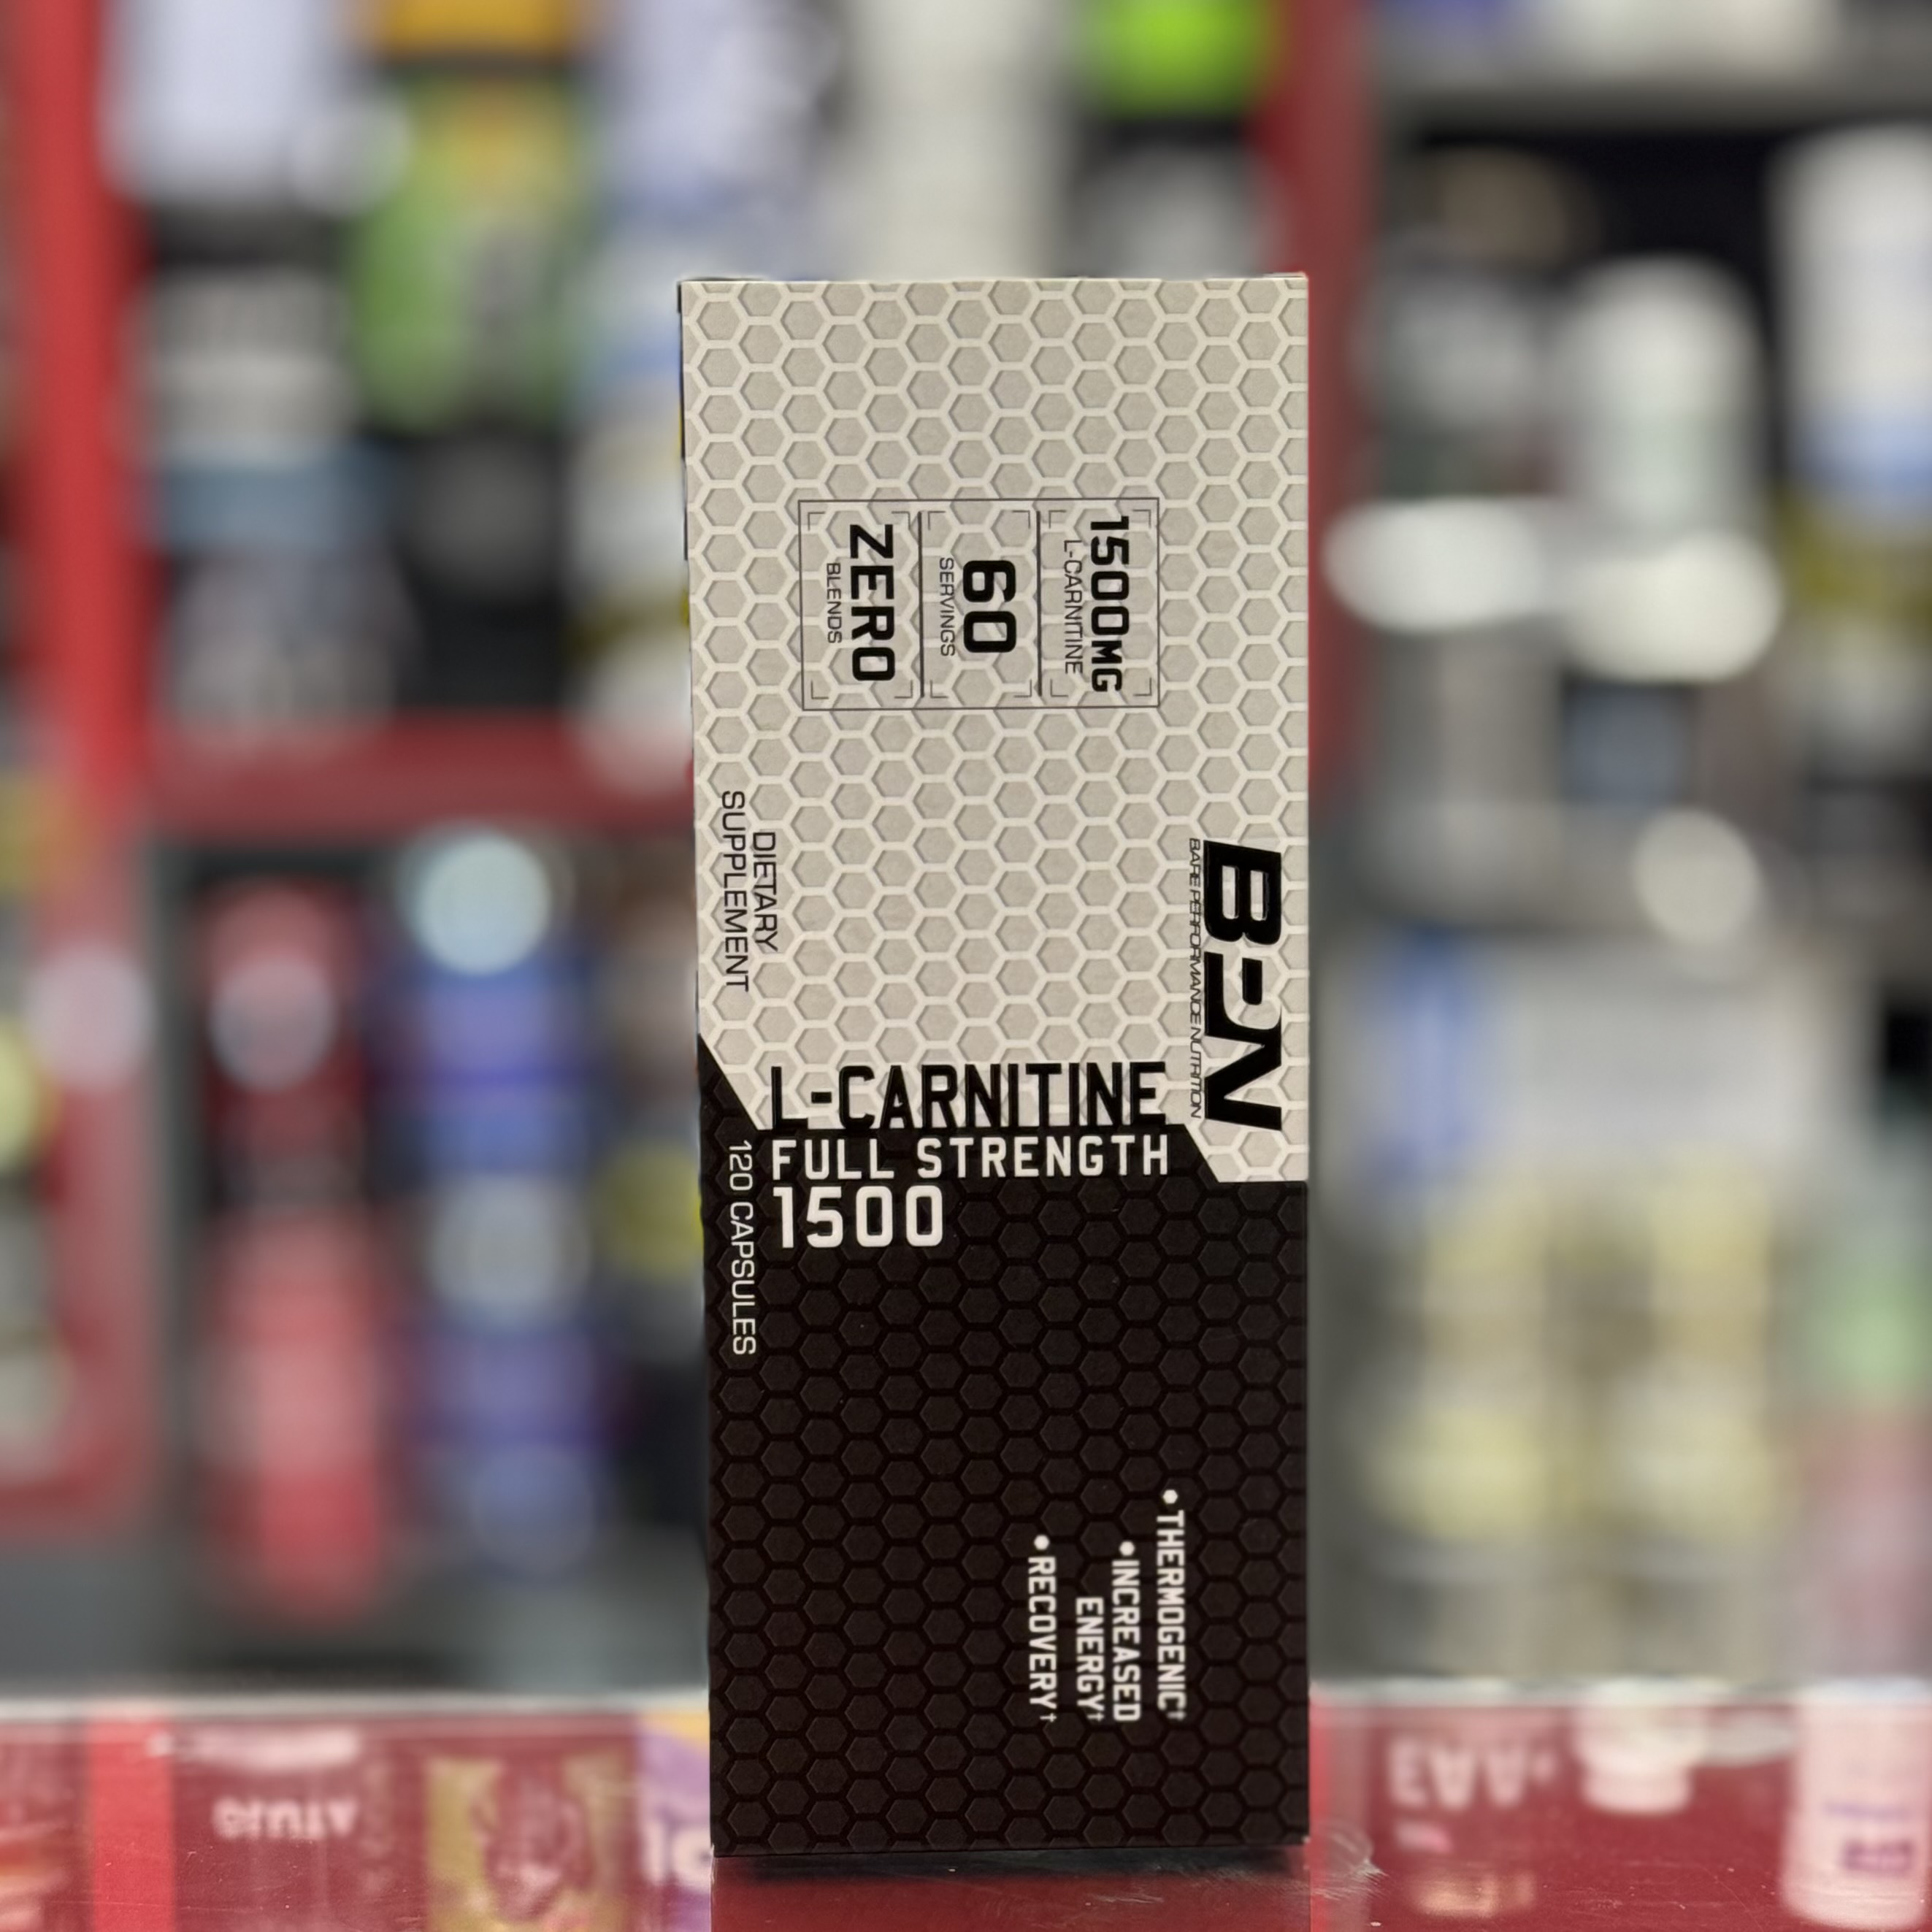 BPN
BARE PERFORMANCE NUTRITION
1500MG
L-CARNITINE
60
SERVINGS
ZERO
BLENDS
L-CARNITINE
FULL STRENGTH
1500
•THERMOGENIC†
•INCREASED
ENERGY†
•RECOVERY†
DIETARY
SUPPLEMENT
120 CAPSULES